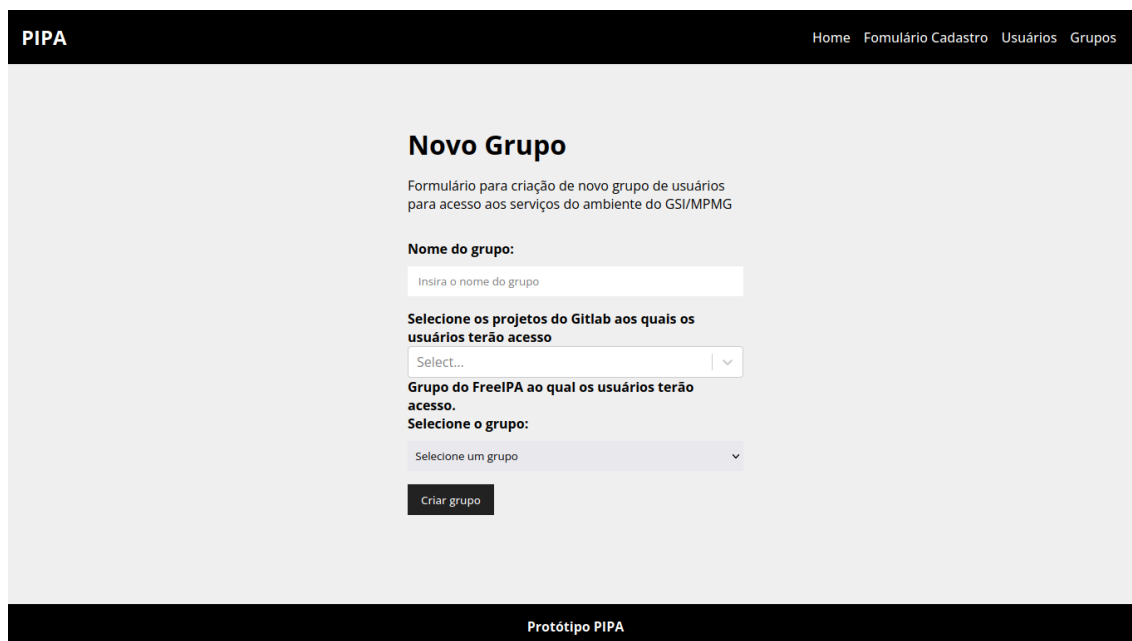 PIPA
Home Fomulário Cadastro Usuários Grupos
Novo Grupo
Formulário para criação de novo grupo de usuários
para acesso aos serviços do ambiente do GSI/MPMG
Nome do grupo:
Insira o nome do grupo
Selecione os projetos do Gitlab aos quais os
usuários terão acesso
Select...
Grupo do FreeIPA ao qual os usuários terão
acesso.
Selecione o grupo:
Selecione um grupo
Criar grupo
Protótipo PIPA